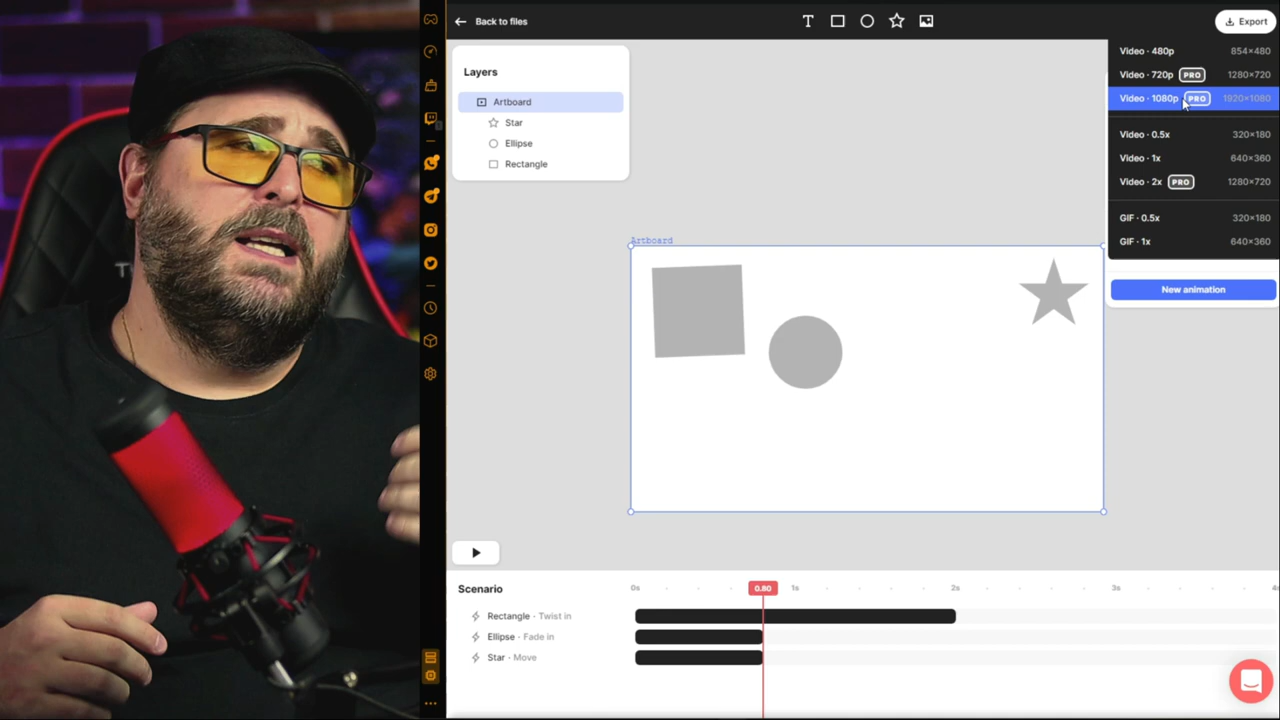 Back to files
Export
Layers
Artboard
Star
Ellipse
Rectangle
Video · 480p 854×480
Video · 720p PRO 1280×720
Video · 1080p PRO 1920×1080
Video · 0.5x 320×180
Video · 1x 640×360
Video · 2x PRO 1280×720
GIF · 0.5x 320×180
GIF · 1x 640×360
New animation
Artboard
Scenario
0s 0.80 1s 2s 3s
Rectangle · Twist in
Ellipse · Fade in
Star · Move